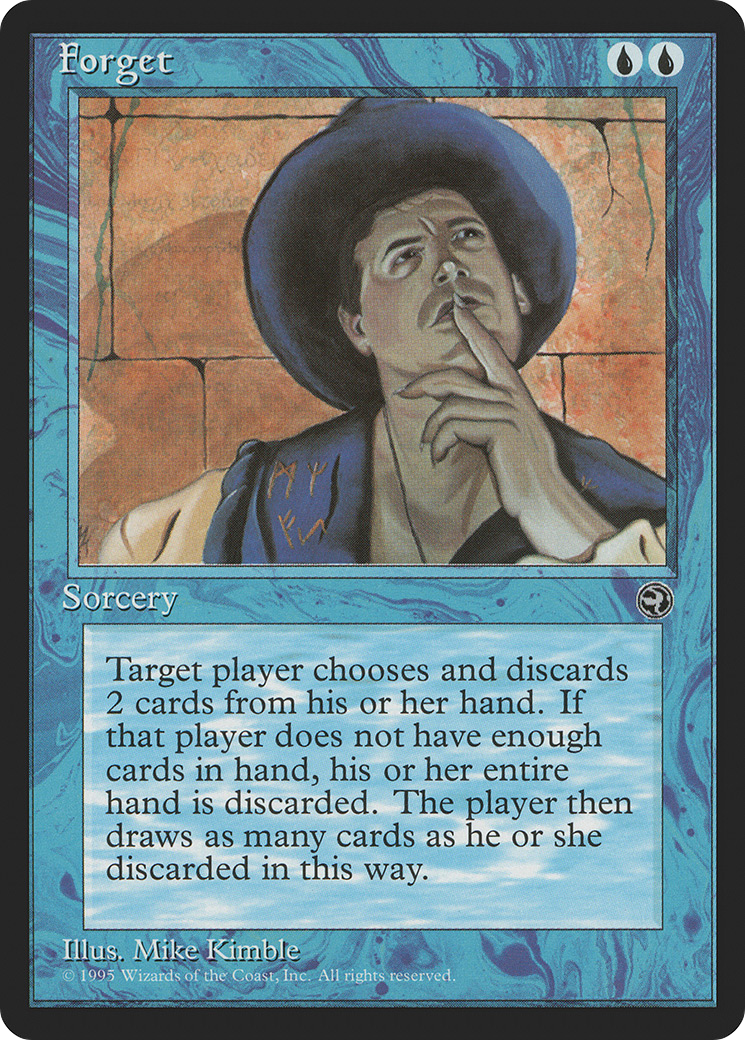 Forget
Sorcery
Target player chooses and discards
2 cards from his or her hand. If
that player does not have enough
cards in hand, his or her entire
hand is discarded. The player then
draws as many cards as he or she
discarded in this way.
Illus. Mike Kimble
© 1995 Wizards of the Coast, Inc. All rights reserved.